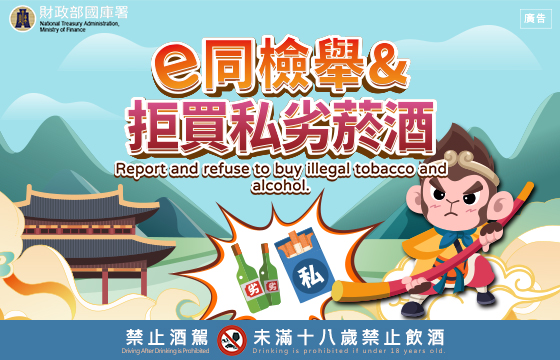 財政部國庫署
National Treasury Administration,
Ministry of Finance
廣告
e同檢舉&
拒買私劣菸酒
Report and refuse to buy illegal tobacco and
alcohol.
劣
劣
私
禁止酒駕
Driving After Drinking is Prohibited
未滿十八歲禁止飲酒
Drinking is prohibited if under 18 years old.